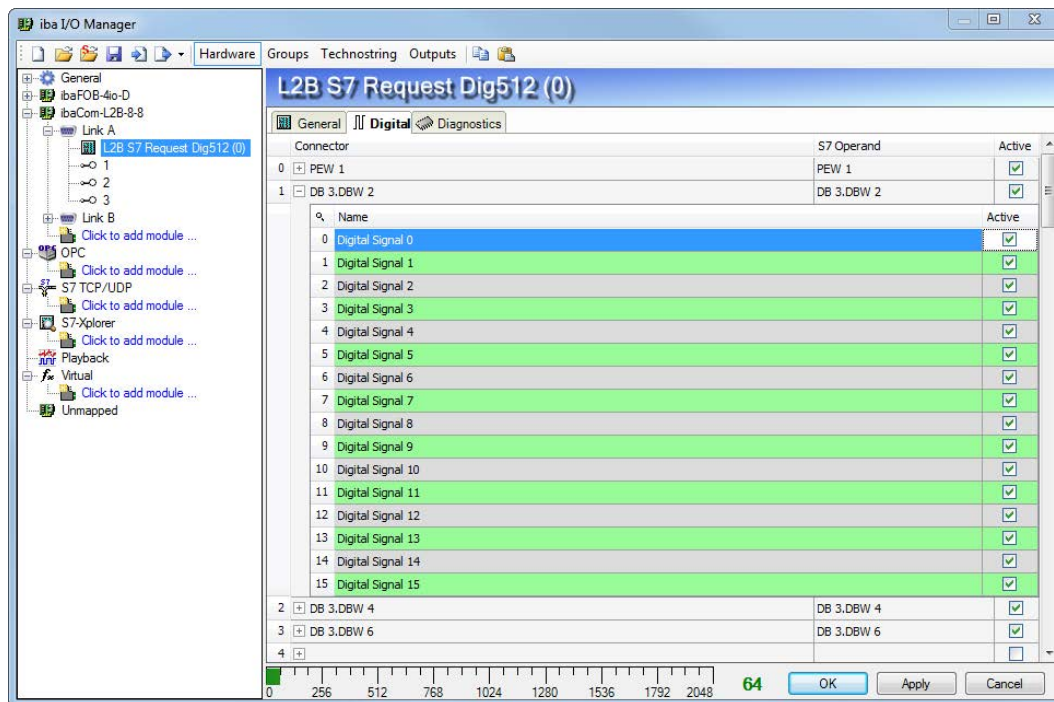 iba I/O Manager
Hardware Groups Technostring Outputs
General
ibaFOB-4io-D
ibaCom-L2B-8-8
Link A
L2B S7 Request Dig512 (0)
1
2
3
Link B
Click to add module ...
OPC
Click to add module ...
S7 TCP/UDP
Click to add module ...
S7-Xplorer
Click to add module ...
Playback
Virtual
Click to add module ...
Unmapped
L2B S7 Request Dig512 (0)
General Digital Diagnostics
Connector S7 Operand Active
0 PEW 1 PEW 1
1 DB 3.DBW 2 DB 3.DBW 2
Name Active
0 Digital Signal 0
1 Digital Signal 1
2 Digital Signal 2
3 Digital Signal 3
4 Digital Signal 4
5 Digital Signal 5
6 Digital Signal 6
7 Digital Signal 7
8 Digital Signal 8
9 Digital Signal 9
10 Digital Signal 10
11 Digital Signal 11
12 Digital Signal 12
13 Digital Signal 13
14 Digital Signal 14
15 Digital Signal 15
2 DB 3.DBW 4 DB 3.DBW 4
3 DB 3.DBW 6 DB 3.DBW 6
4
0 256 512 768 1024 1280 1536 1792 2048 64 OK Apply Cancel